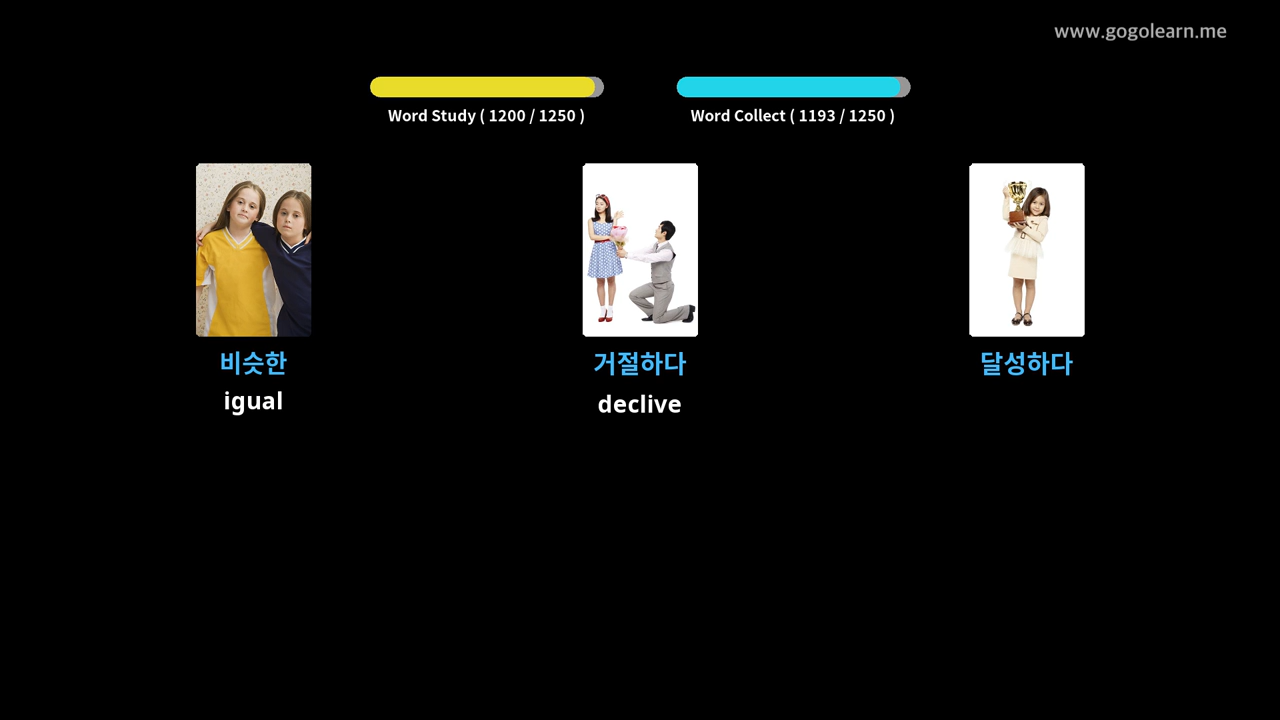 www.gogolearn.me
Word Study ( 1200 / 1250 )
Word Collect ( 1193 / 1250 )
비슷한
igual
거절하다
declive
달성하다